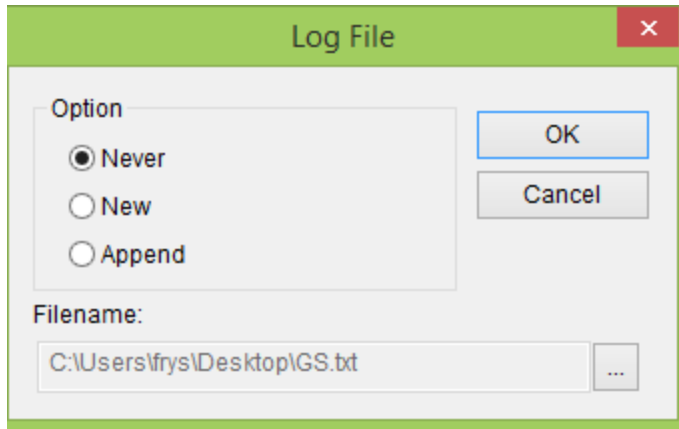 Log File
Option
Never
New
Append
OK
Cancel
Filename:
C:\Users\frys\Desktop\GS.txt
...